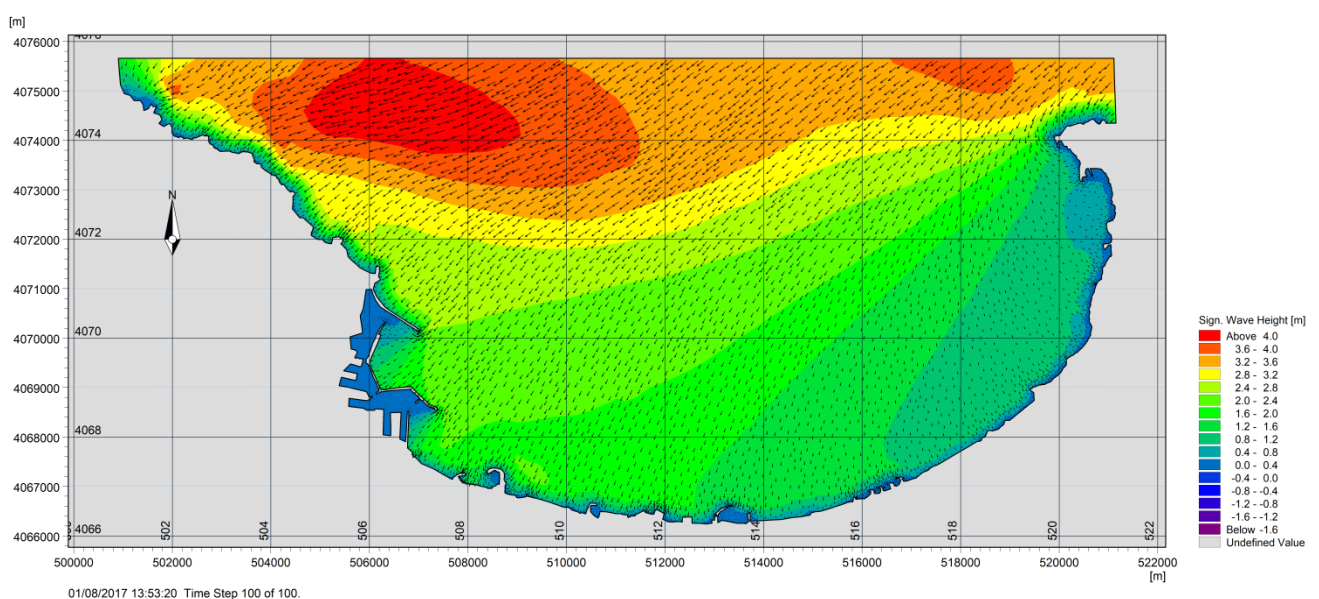 [m]
4076
4076000
4075000
4074
4074000
4073000
N
4072
4072000
4071000
4070
4070000
4069000
4068
4068000
4067000
4066
4066000
502 504 506 508 510 512 514 516 518 520 522
500000 502000 504000 506000 508000 510000 512000 514000 516000 518000 520000 522000
[m]
Sign. Wave Height [m]
Above 4.0
3.6 - 4.0
3.2 - 3.6
2.8 - 3.2
2.4 - 2.8
2.0 - 2.4
1.6 - 2.0
1.2 - 1.6
0.8 - 1.2
0.4 - 0.8
0.0 - 0.4
-0.4 - 0.0
-0.8 - -0.4
-1.2 - -0.8
-1.6 - -1.2
Below -1.6
Undefined Value
01/08/2017 13:53:20 Time Step 100 of 100.